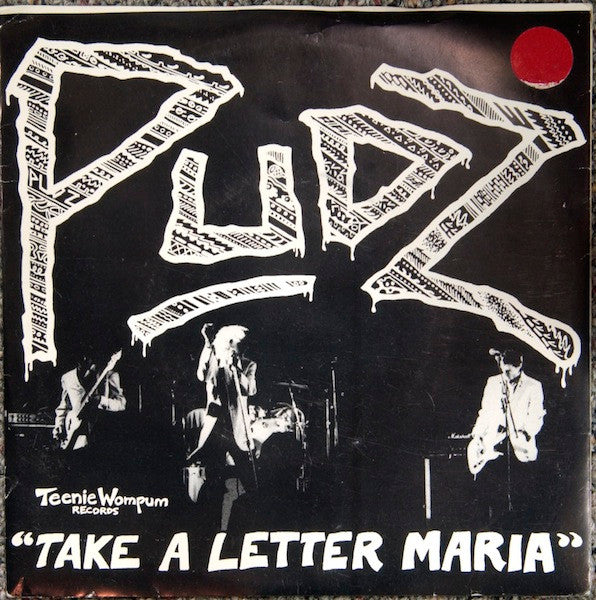 PUDZ
Teenie Wompum
RECORDS
"TAKE A LETTER MARIA"